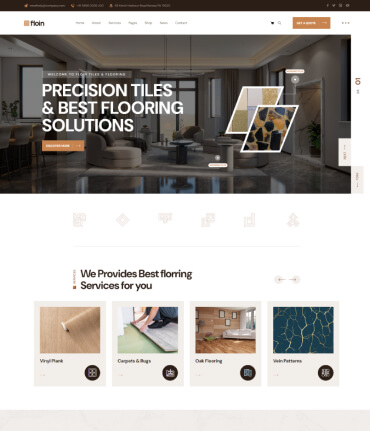 floin
Home About Services Pages Shop News Contact
GET A QUOTE
WELCOME TO FLOIN TILES & FLOORING
PRECISION TILES
& BEST FLOORING
SOLUTIONS
DISCOVER MORE
01
We Provides Best florring
Services for you
Vinyl Plank
Carpets & Rugs
Oak Flooring
Vein Patterns